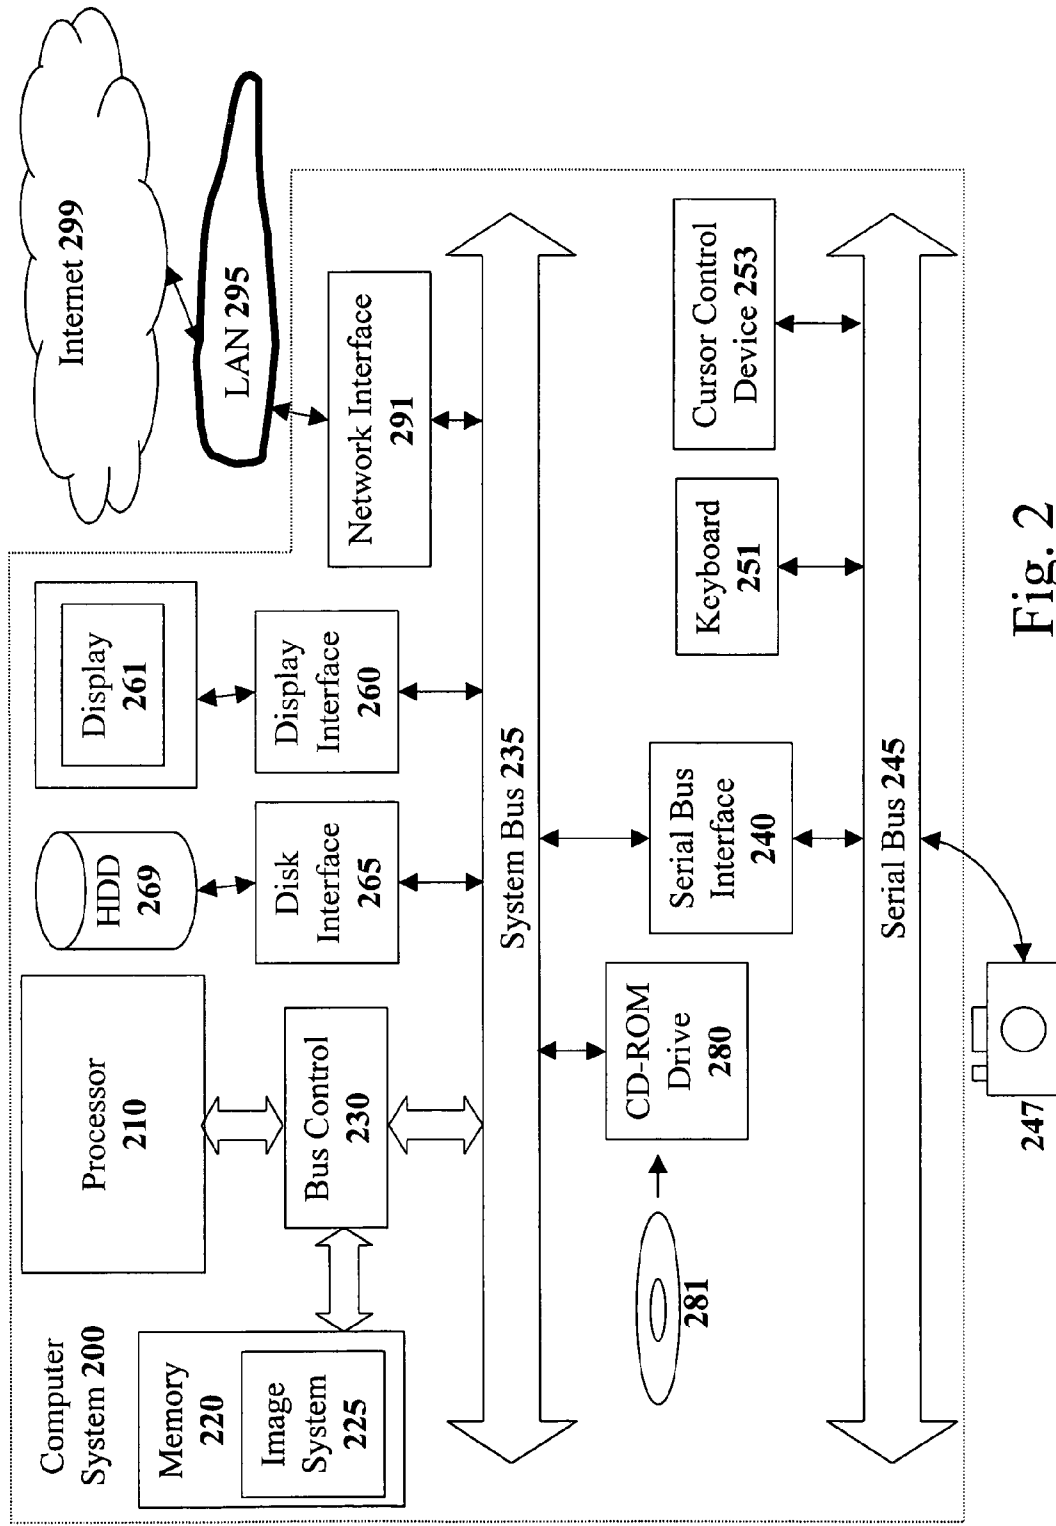 Computer
System 200
Processor
210
HDD
269
Display
261
Internet 299
LAN 295
Memory
220
Image
System
225
Bus Control
230
Disk
Interface
265
Display
Interface
260
Network Interface
291
System Bus 235
281
CD-ROM
Drive
280
Serial Bus
Interface
240
Keyboard
251
Cursor Control
Device 253
Serial Bus 245
247
Fig. 2